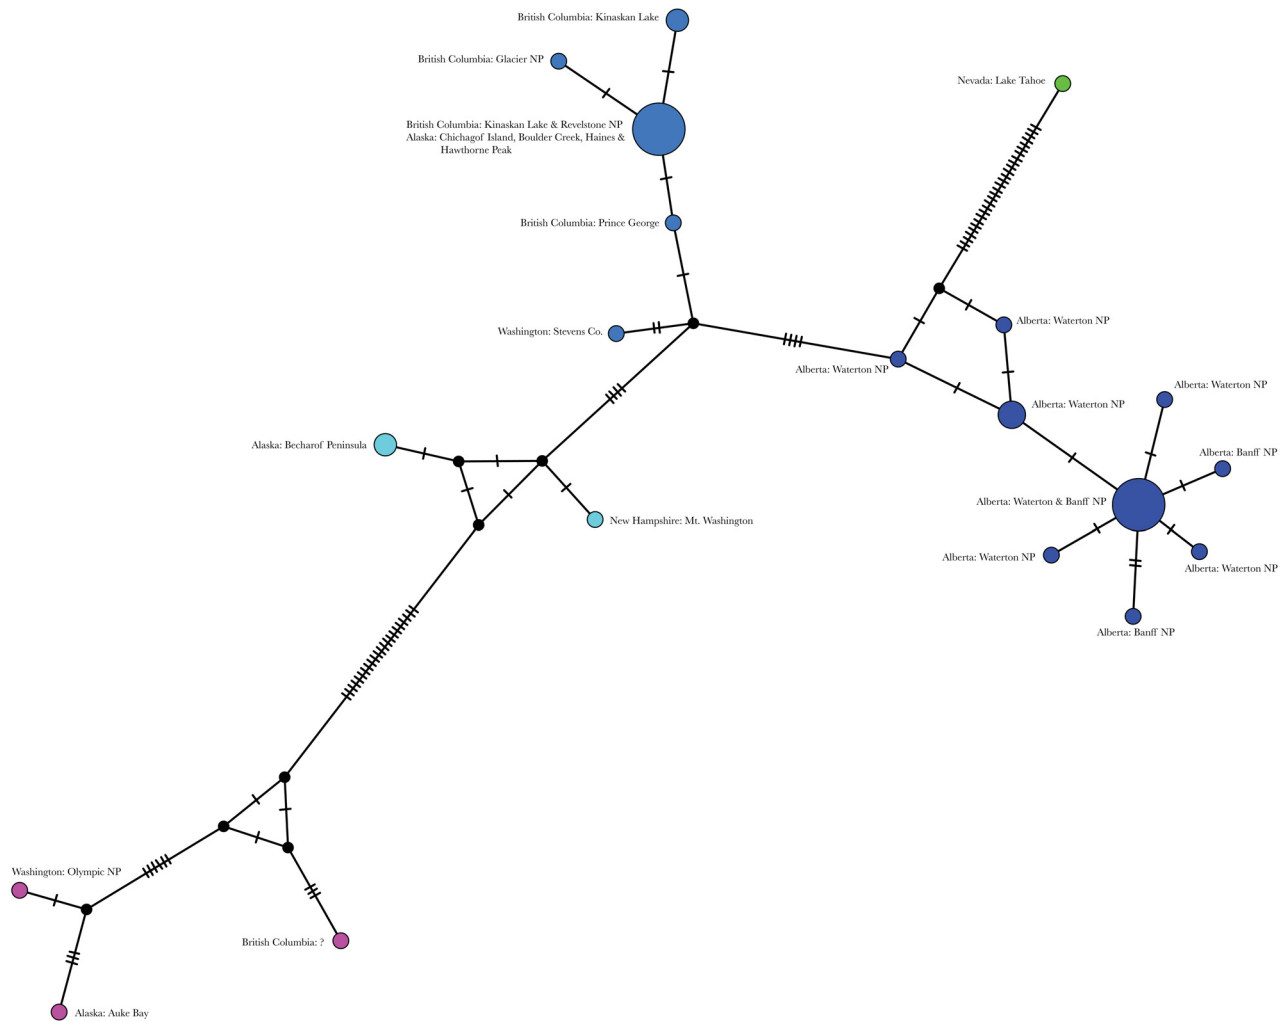 British Columbia: Kinaskan Lake
British Columbia: Glacier NP
Nevada: Lake Tahoe
British Columbia: Kinaskan Lake & Revelstone NP
Alaska: Chichagof Island, Boulder Creek, Haines &
Hawthorne Peak
British Columbia: Prince George
Washington: Stevens Co.
Alberta: Waterton NP
Alberta: Waterton NP
Alberta: Waterton NP
Alberta: Waterton NP
Alaska: Becharof Peninsula
Alberta: Banff NP
Alberta: Waterton & Banff NP
New Hampshire: Mt. Washington
Alberta: Waterton NP
Alberta: Waterton NP
Alberta: Banff NP
Washington: Olympic NP
British Columbia: ?
Alaska: Auke Bay